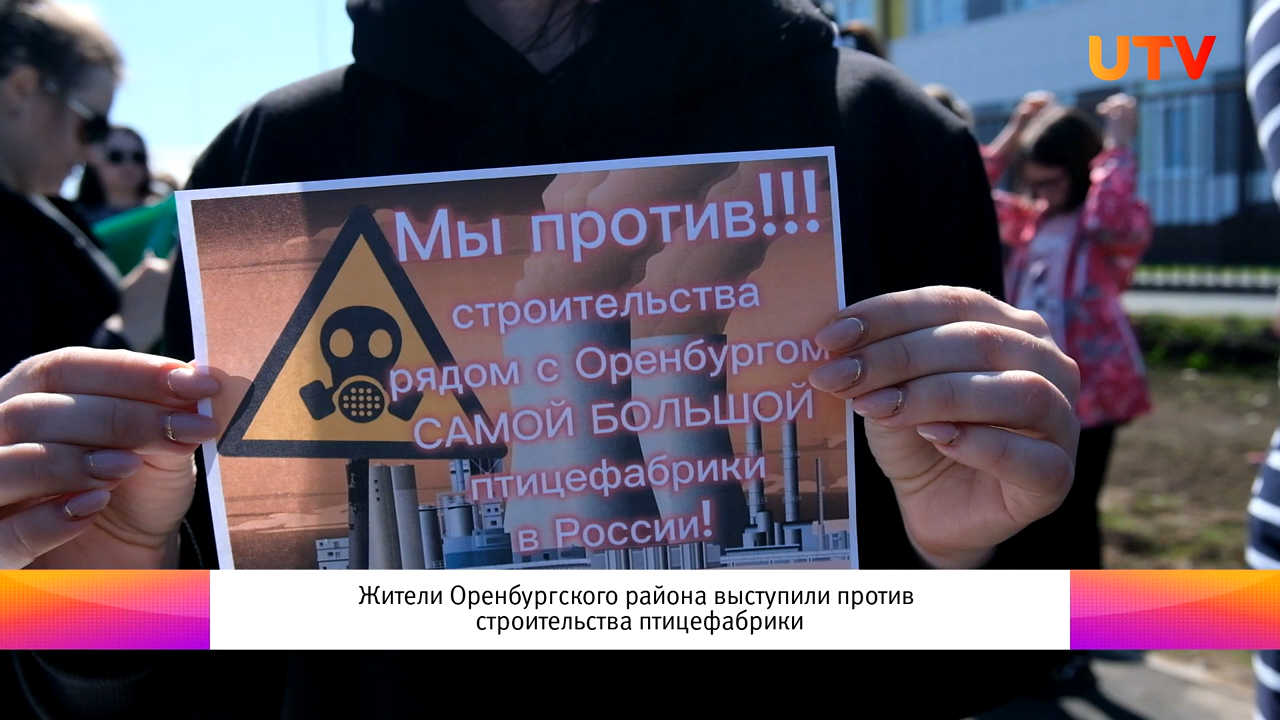 UTV
Мы против!!!
строительства
рядом с Оренбургом
САМОЙ БОЛЬШОЙ
птицефабрики
в России!
Жители Оренбургского района выступили против
строительства птицефабрики